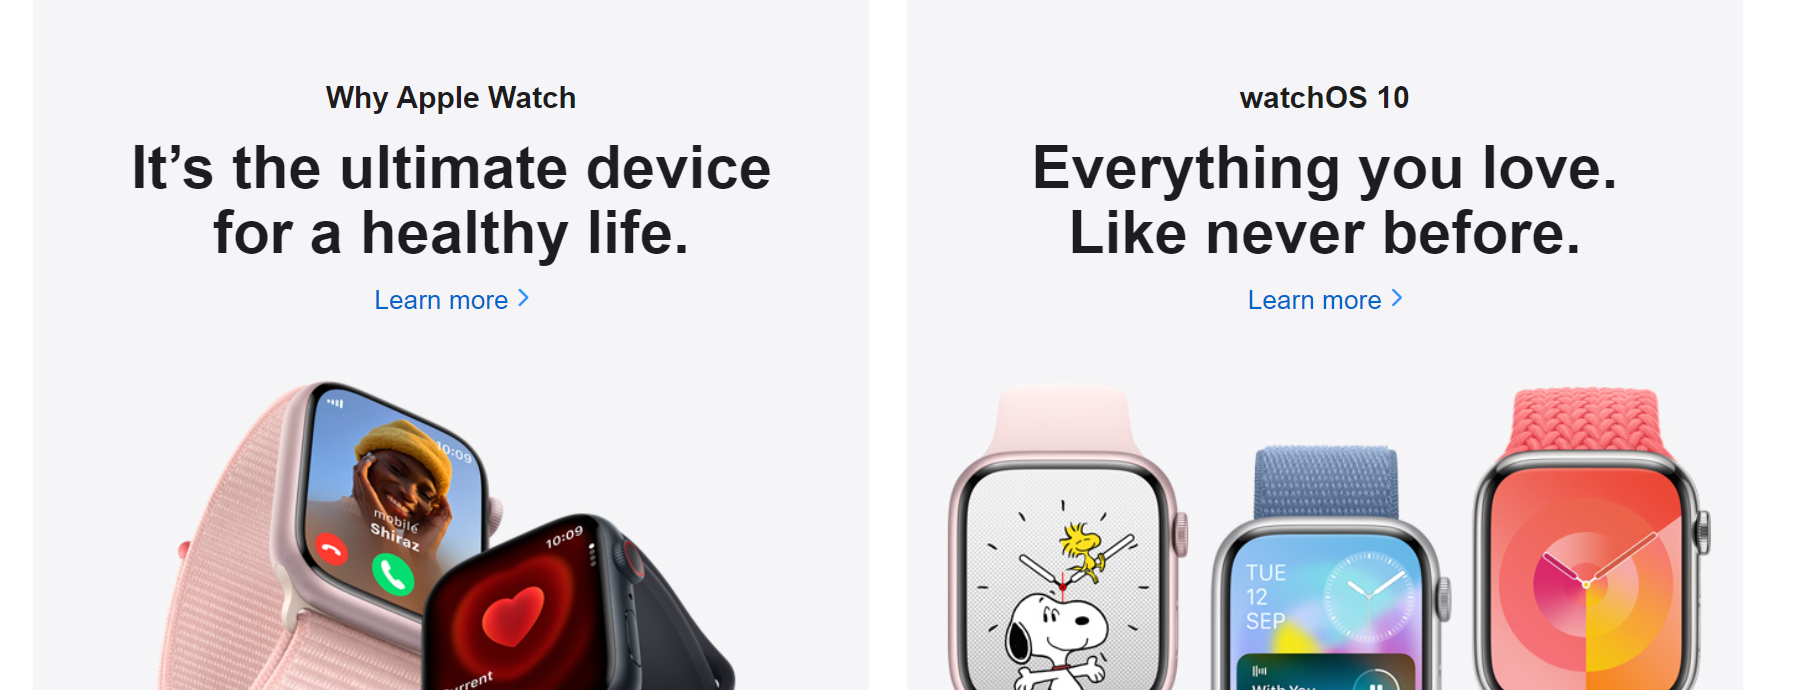 Why Apple Watch
It’s the ultimate device
for a healthy life.
Learn more
10:09
mobile
Shiraz
10:09
watchOS 10
Everything you love.
Like never before.
Learn more
TUE
12
SEP
With You